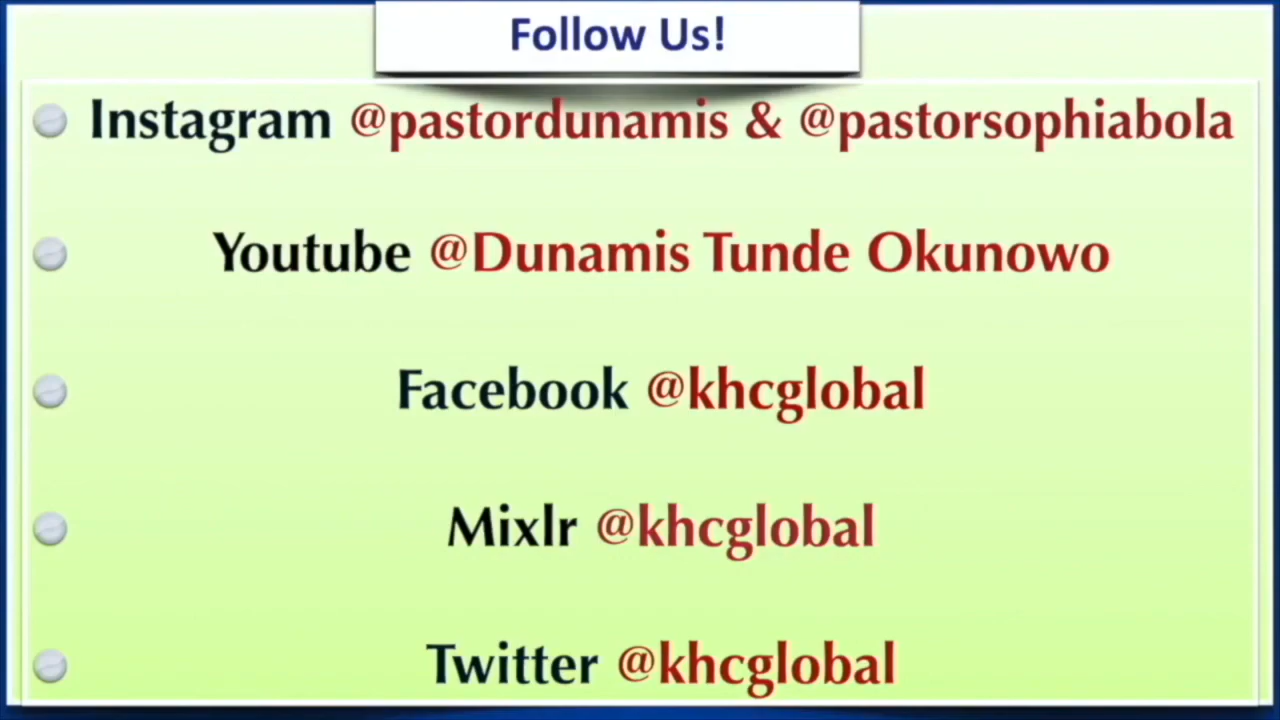 Follow Us!
Instagram @pastordunamis & @pastorsophiabola
Youtube @Dunamis Tunde Okunowo
Facebook @khcglobal
Mixlr @khcglobal
Twitter @khcglobal